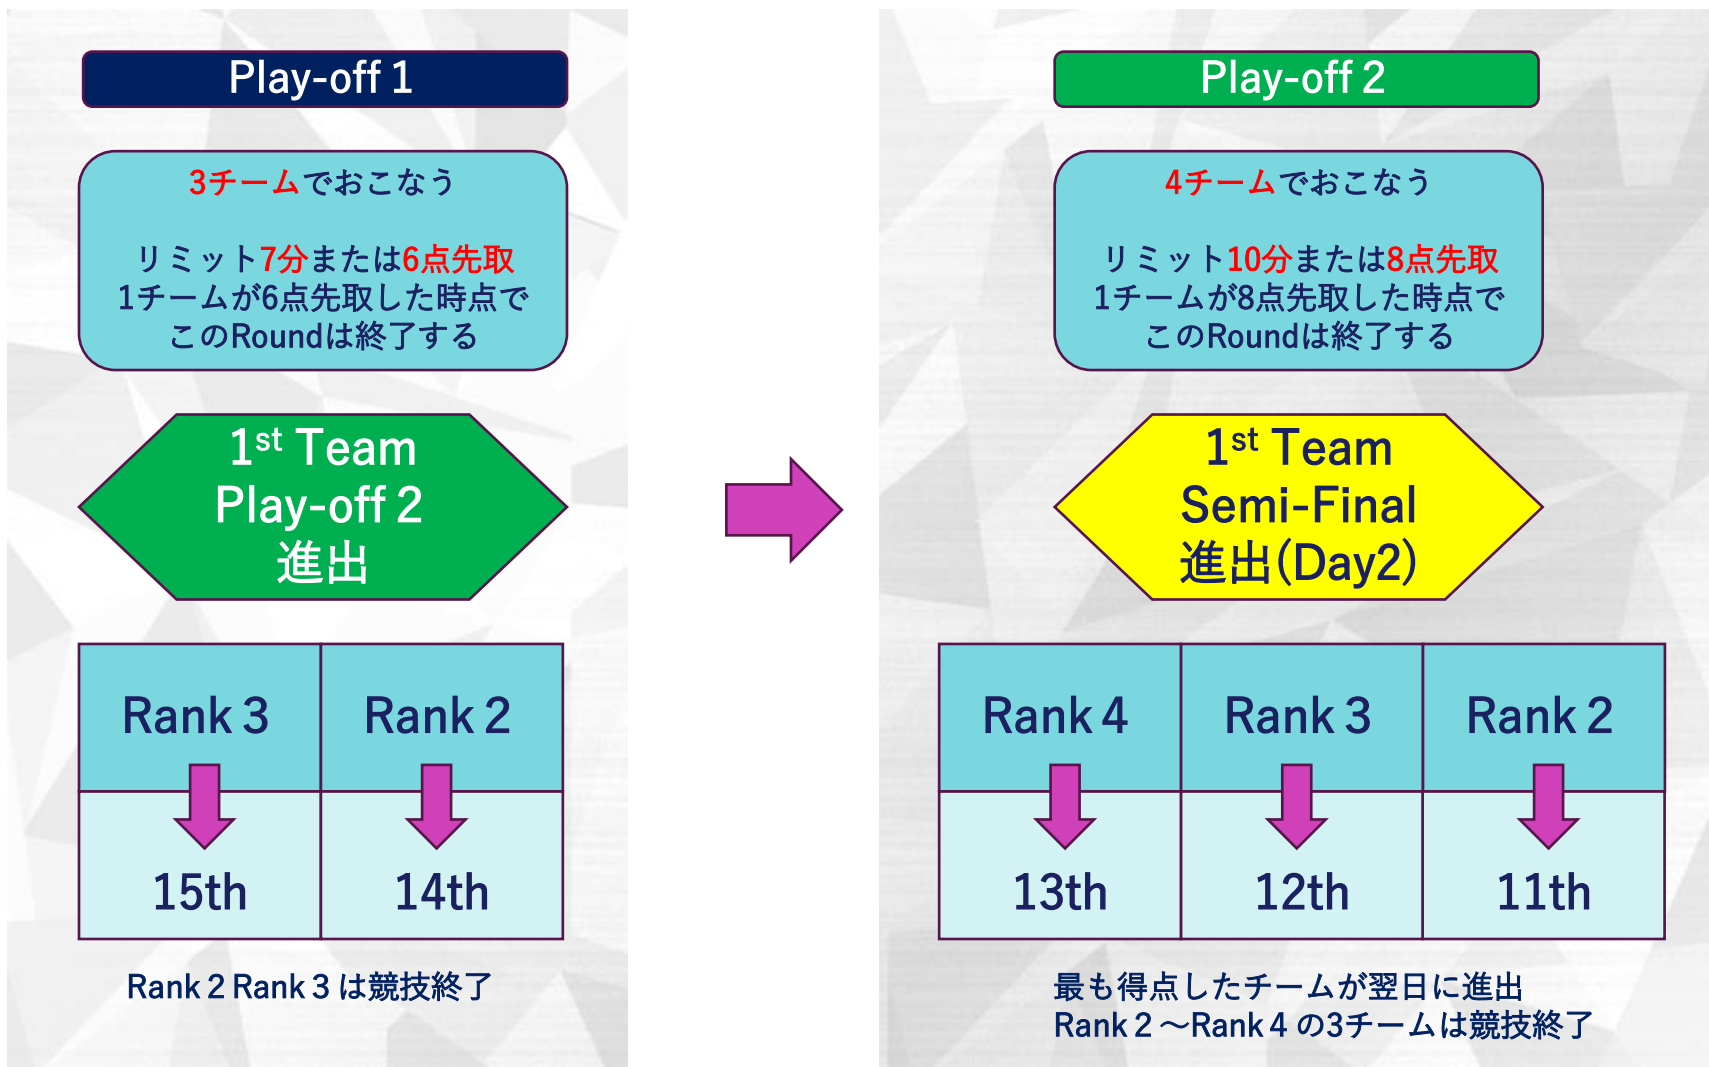 Play-off 1
3チームでおこなう
リミット7分または6点先取
1チームが6点先取した時点で
このRoundは終了する
1st Team
Play-off 2
進出
Rank 3
Rank 2
15th
14th
Rank 2 Rank 3 は競技終了
Play-off 2
4チームでおこなう
リミット10分または8点先取
1チームが8点先取した時点で
このRoundは終了する
1st Team
Semi-Final
進出(Day2)
Rank 4
Rank 3
Rank 2
13th
12th
11th
最も得点したチームが翌日に進出
Rank 2 ～Rank 4 の3チームは競技終了